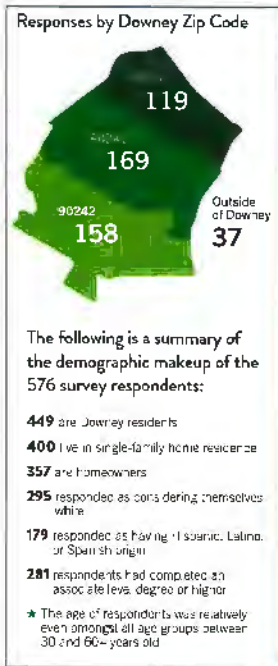 Responses by Downey Zip Code
119
169
90242
158
Outside
of Downey
37
The following is a summary of
the demographic makeup of the
576 survey respondents:
449 are Downey residents
400 live in single-family home residence
357 are homeowners
295 responded as considering themselves
white
179 responded as having Hispanic, Latino,
or Spanish origin
281 respondents had completed an
associate level degree or higher
★ The age of respondents was relatively
even amongst all age groups between
30 and 60+ years old